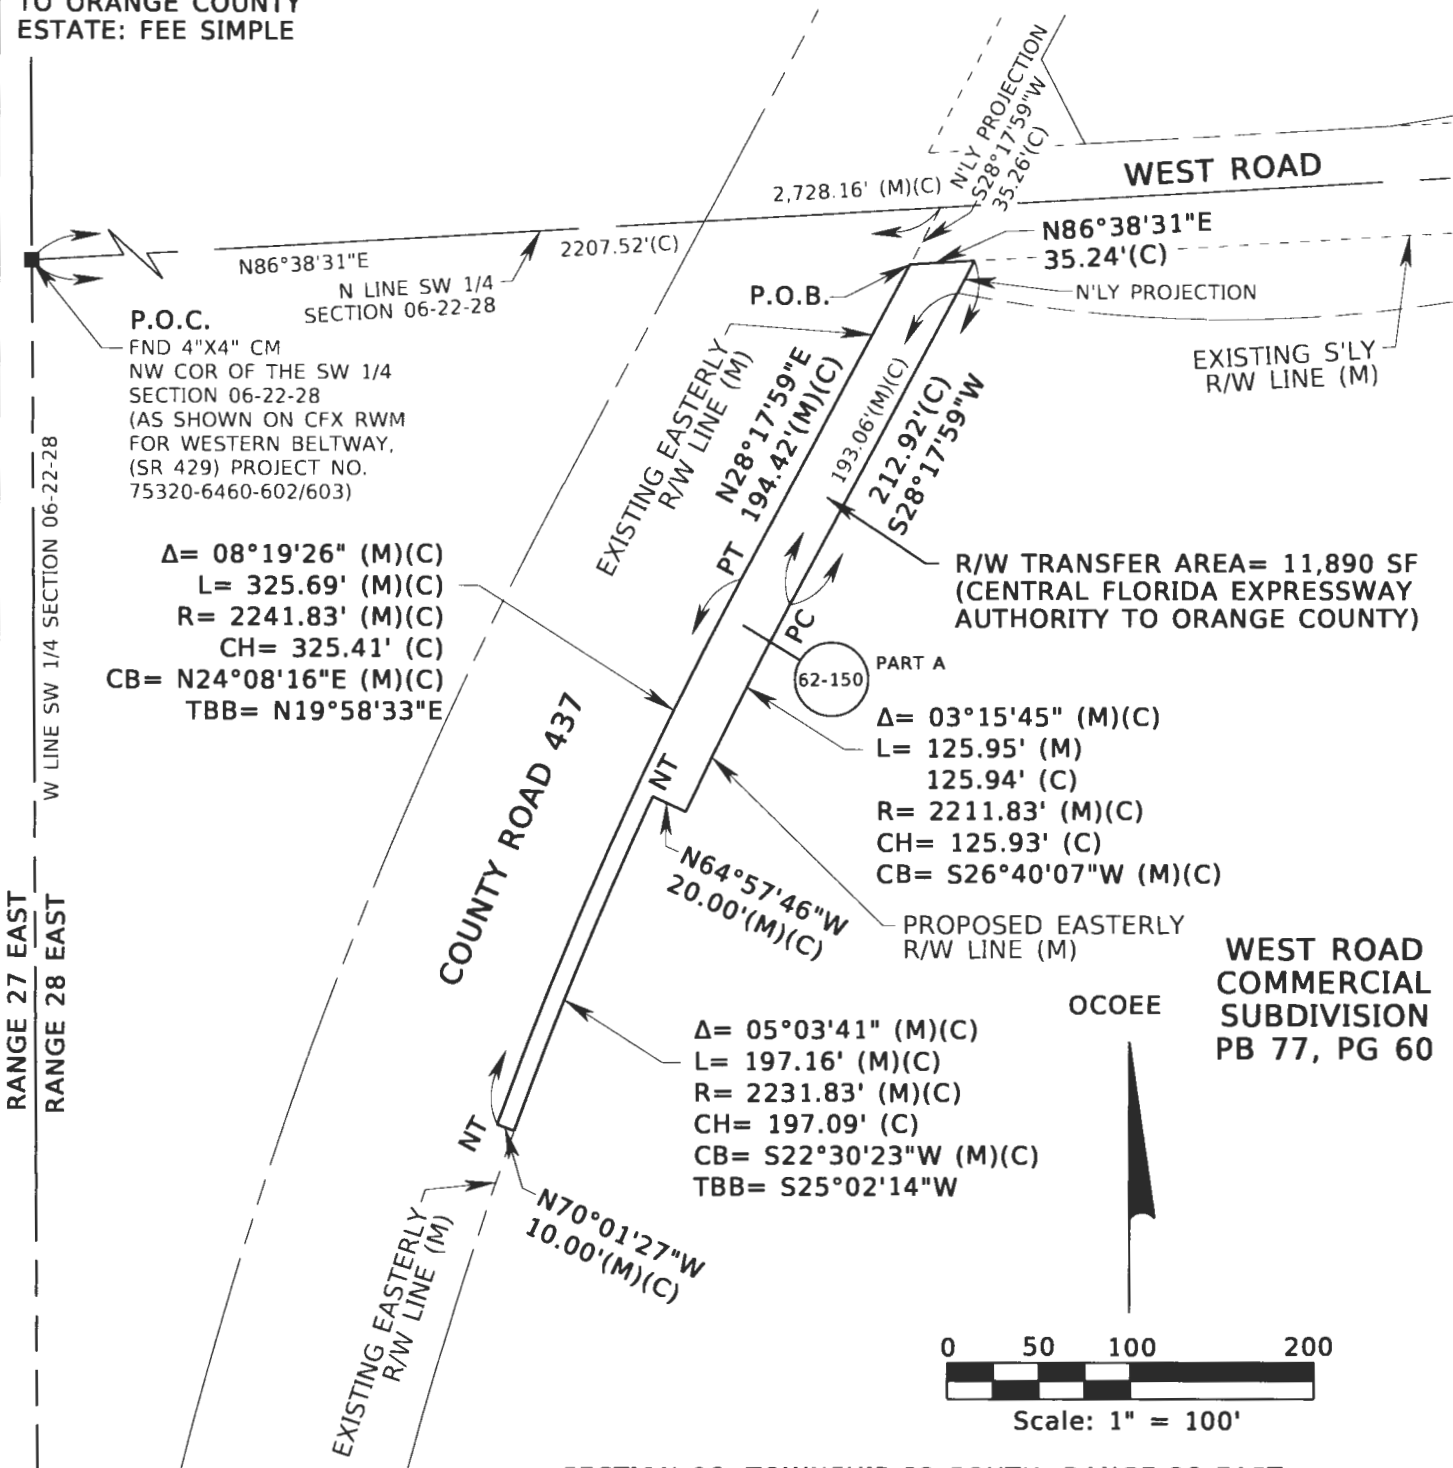 TO ORANGE COUNTY
ESTATE: FEE SIMPLE
N'LY PROJECTION
S28°17'59"W
35.26'(C)
WEST ROAD
2,728.16' (M)(C)
N86°38'31"E
35.24'(C)
2207.52'(C)
N86°38'31"E
N LINE SW 1/4
SECTION 06-22-28
P.O.B.
N'LY PROJECTION
P.O.C.
FND 4"X4" CM
NW COR OF THE SW 1/4
SECTION 06-22-28
(AS SHOWN ON CFX RWM
FOR WESTERN BELTWAY,
(SR 429) PROJECT NO.
75320-6460-602/603)
EXISTING S'LY
R/W LINE (M)
EXISTING EASTERLY
R/W LINE (M)
N28°17'59"E
194.42'(M)(C)
193.06'(M)(C)
212.92'(C)
S28°17'59"W
W LINE SW 1/4 SECTION 06-22-28
Δ= 08°19'26" (M)(C)
L= 325.69' (M)(C)
R= 2241.83' (M)(C)
CH= 325.41' (C)
CB= N24°08'16"E (M)(C)
TBB= N19°58'33"E
PT
R/W TRANSFER AREA= 11,890 SF
(CENTRAL FLORIDA EXPRESSWAY
AUTHORITY TO ORANGE COUNTY)
PC
62-150
PART A
Δ= 03°15'45" (M)(C)
L= 125.95' (M)
125.94' (C)
R= 2211.83' (M)(C)
CH= 125.93' (C)
CB= S26°40'07"W (M)(C)
COUNTY ROAD 437
NT
N64°57'46"W
20.00'(M)(C)
PROPOSED EASTERLY
R/W LINE (M)
WEST ROAD
COMMERCIAL
SUBDIVISION
PB 77, PG 60
OCOEE
RANGE 27 EAST
RANGE 28 EAST
Δ= 05°03'41" (M)(C)
L= 197.16' (M)(C)
R= 2231.83' (M)(C)
CH= 197.09' (C)
CB= S22°30'23"W (M)(C)
TBB= S25°02'14"W
NT
N70°01'27"W
10.00'(M)(C)
EXISTING EASTERLY
R/W LINE (M)
0 50 100 200
Scale: 1" = 100'